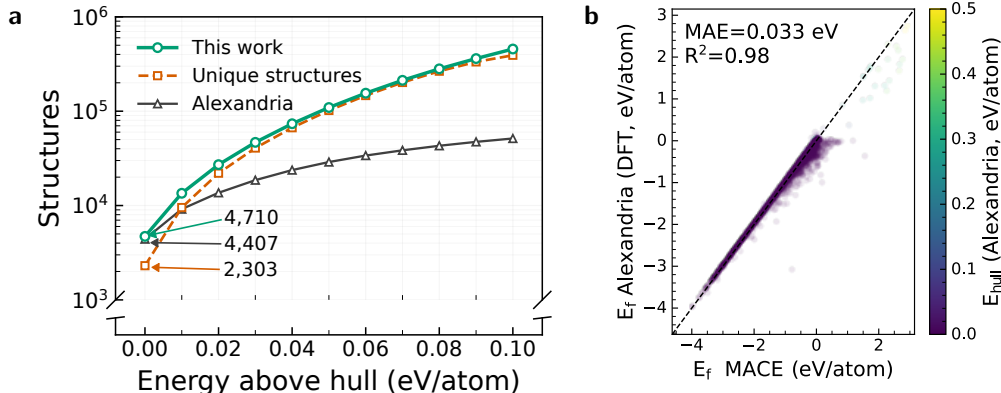 a
Structures
10^6
10^5
10^4
10^3
This work
Unique structures
Alexandria
4,710
4,407
2,303
0.00 0.02 0.04 0.06 0.08 0.10
Energy above hull (eV/atom)
b
E_f Alexandria (DFT, eV/atom)
3
2
1
0
−1
−2
−3
−4
MAE=0.033 eV
R²=0.98
−4 −2 0 2
E_f MACE (eV/atom)
0.5
0.4
0.3
0.2
0.1
0.0
E_hull (Alexandria, eV/atom)